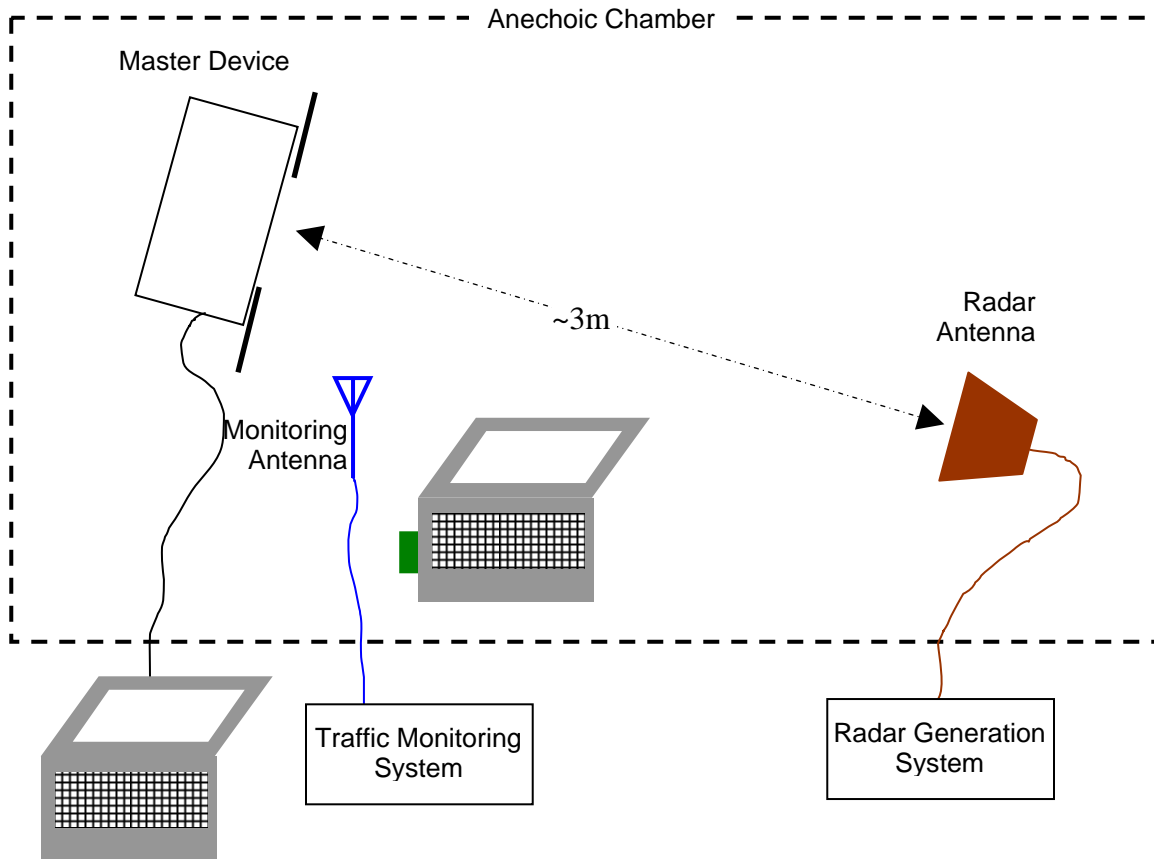 Anechoic Chamber
Master Device
~3m
Radar
Antenna
Monitoring
Antenna
Traffic Monitoring
System
Radar Generation
System